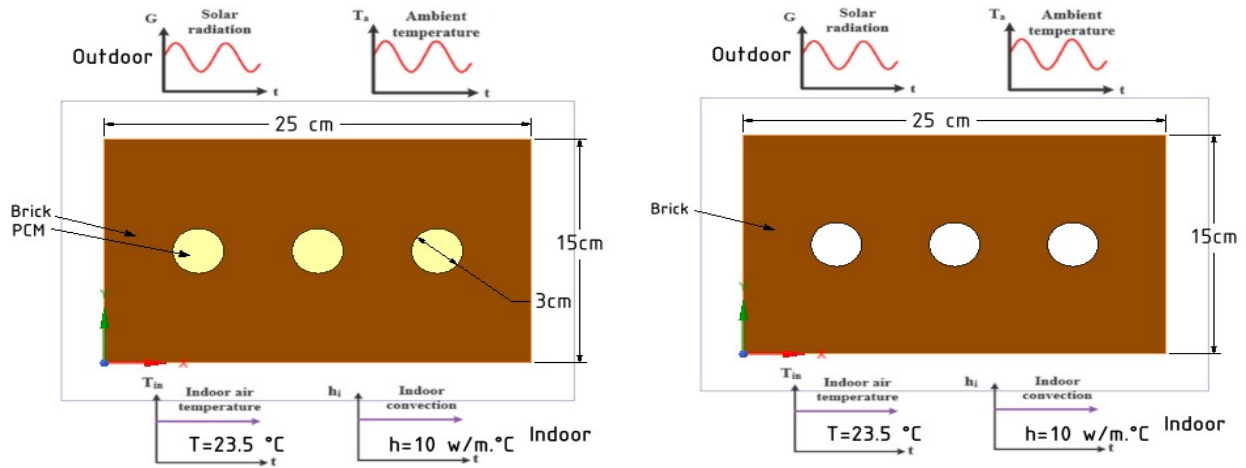 G
Solar
radiation
Outdoor
t
Tₐ
Ambient
temperature
t
25 cm
Brick
PCM
15cm
3cm
Y
X
Tᵢₙ
Indoor air
temperature
T=23.5 °C
t
hᵢ
Indoor
convection
h=10 w/m.°C
t
Indoor
G
Solar
radiation
Outdoor
t
Tₐ
Ambient
temperature
t
25 cm
Brick
15cm
Y
X
Tᵢₙ
Indoor air
temperature
T=23.5 °C
t
hᵢ
Indoor
convection
h=10 w/m.°C
t
Indoor